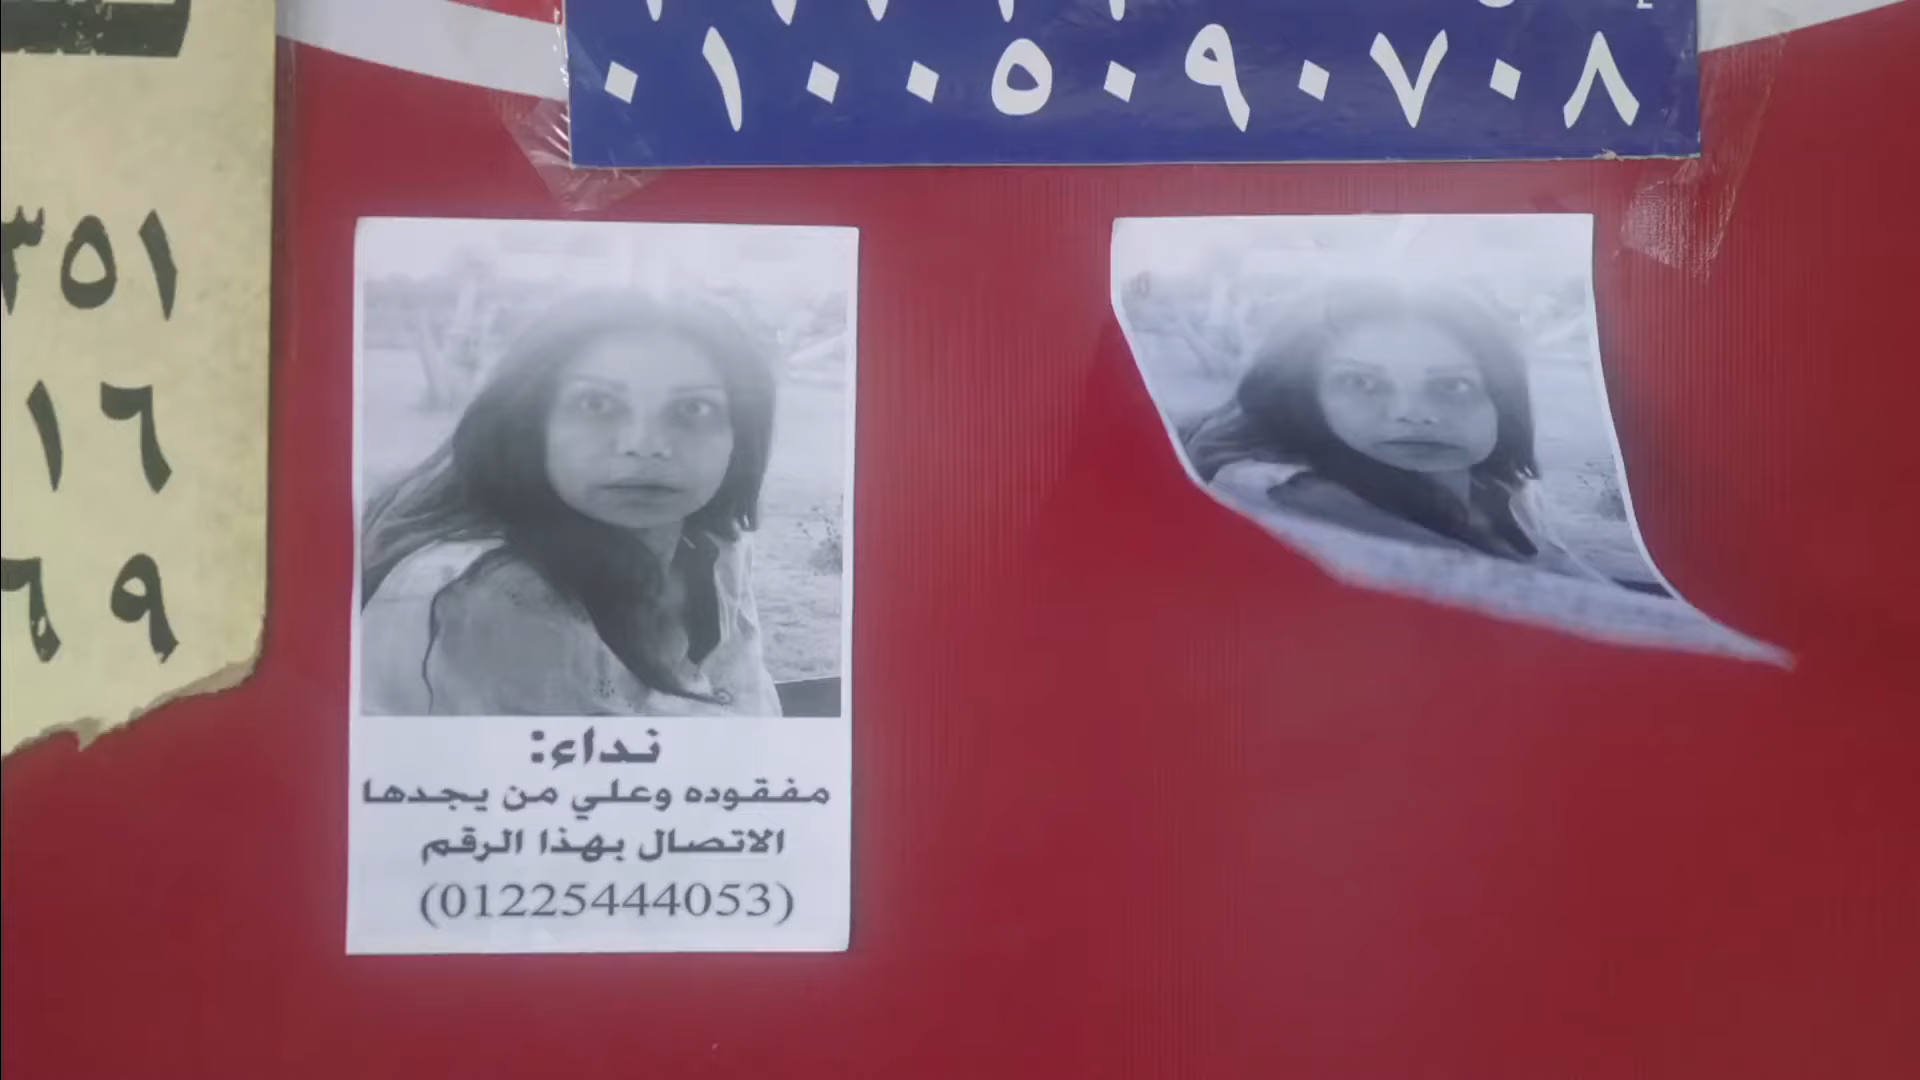 ٠١٠٠٥٠٩٠٧٠٨
٣٥١
١٦
٦٩
نداء:
مفقوده وعلي من يجدها
الاتصال بهذا الرقم
(01225444053)